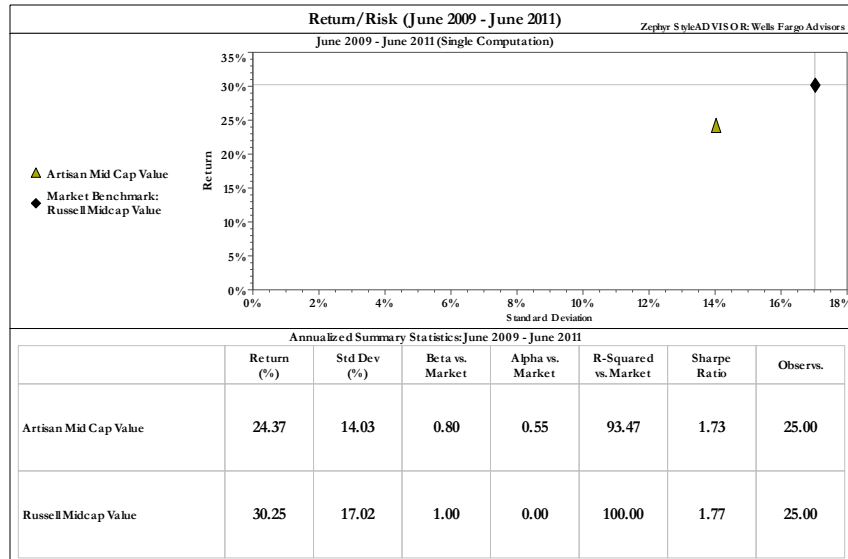 Return/Risk (June 2009 - June 2011)
Zephyr StyleADVISOR: Wells Fargo Advisors
June 2009 - June 2011 (Single Computation)
35%
30%
25%
20%
15%
10%
5%
0%
Return
Artisan Mid Cap Value
Market Benchmark:
Russell Midcap Value
0% 2% 4% 6% 8% 10% 12% 14% 16% 18%
Standard Deviation
Annualized Summary Statistics: June 2009 - June 2011
Return (%) Std Dev (%) Beta vs. Market Alpha vs. Market R-Squared vs. Market Sharpe Ratio Observs.
Artisan Mid Cap Value 24.37 14.03 0.80 0.55 93.47 1.73 25.00
Russell Midcap Value 30.25 17.02 1.00 0.00 100.00 1.77 25.00